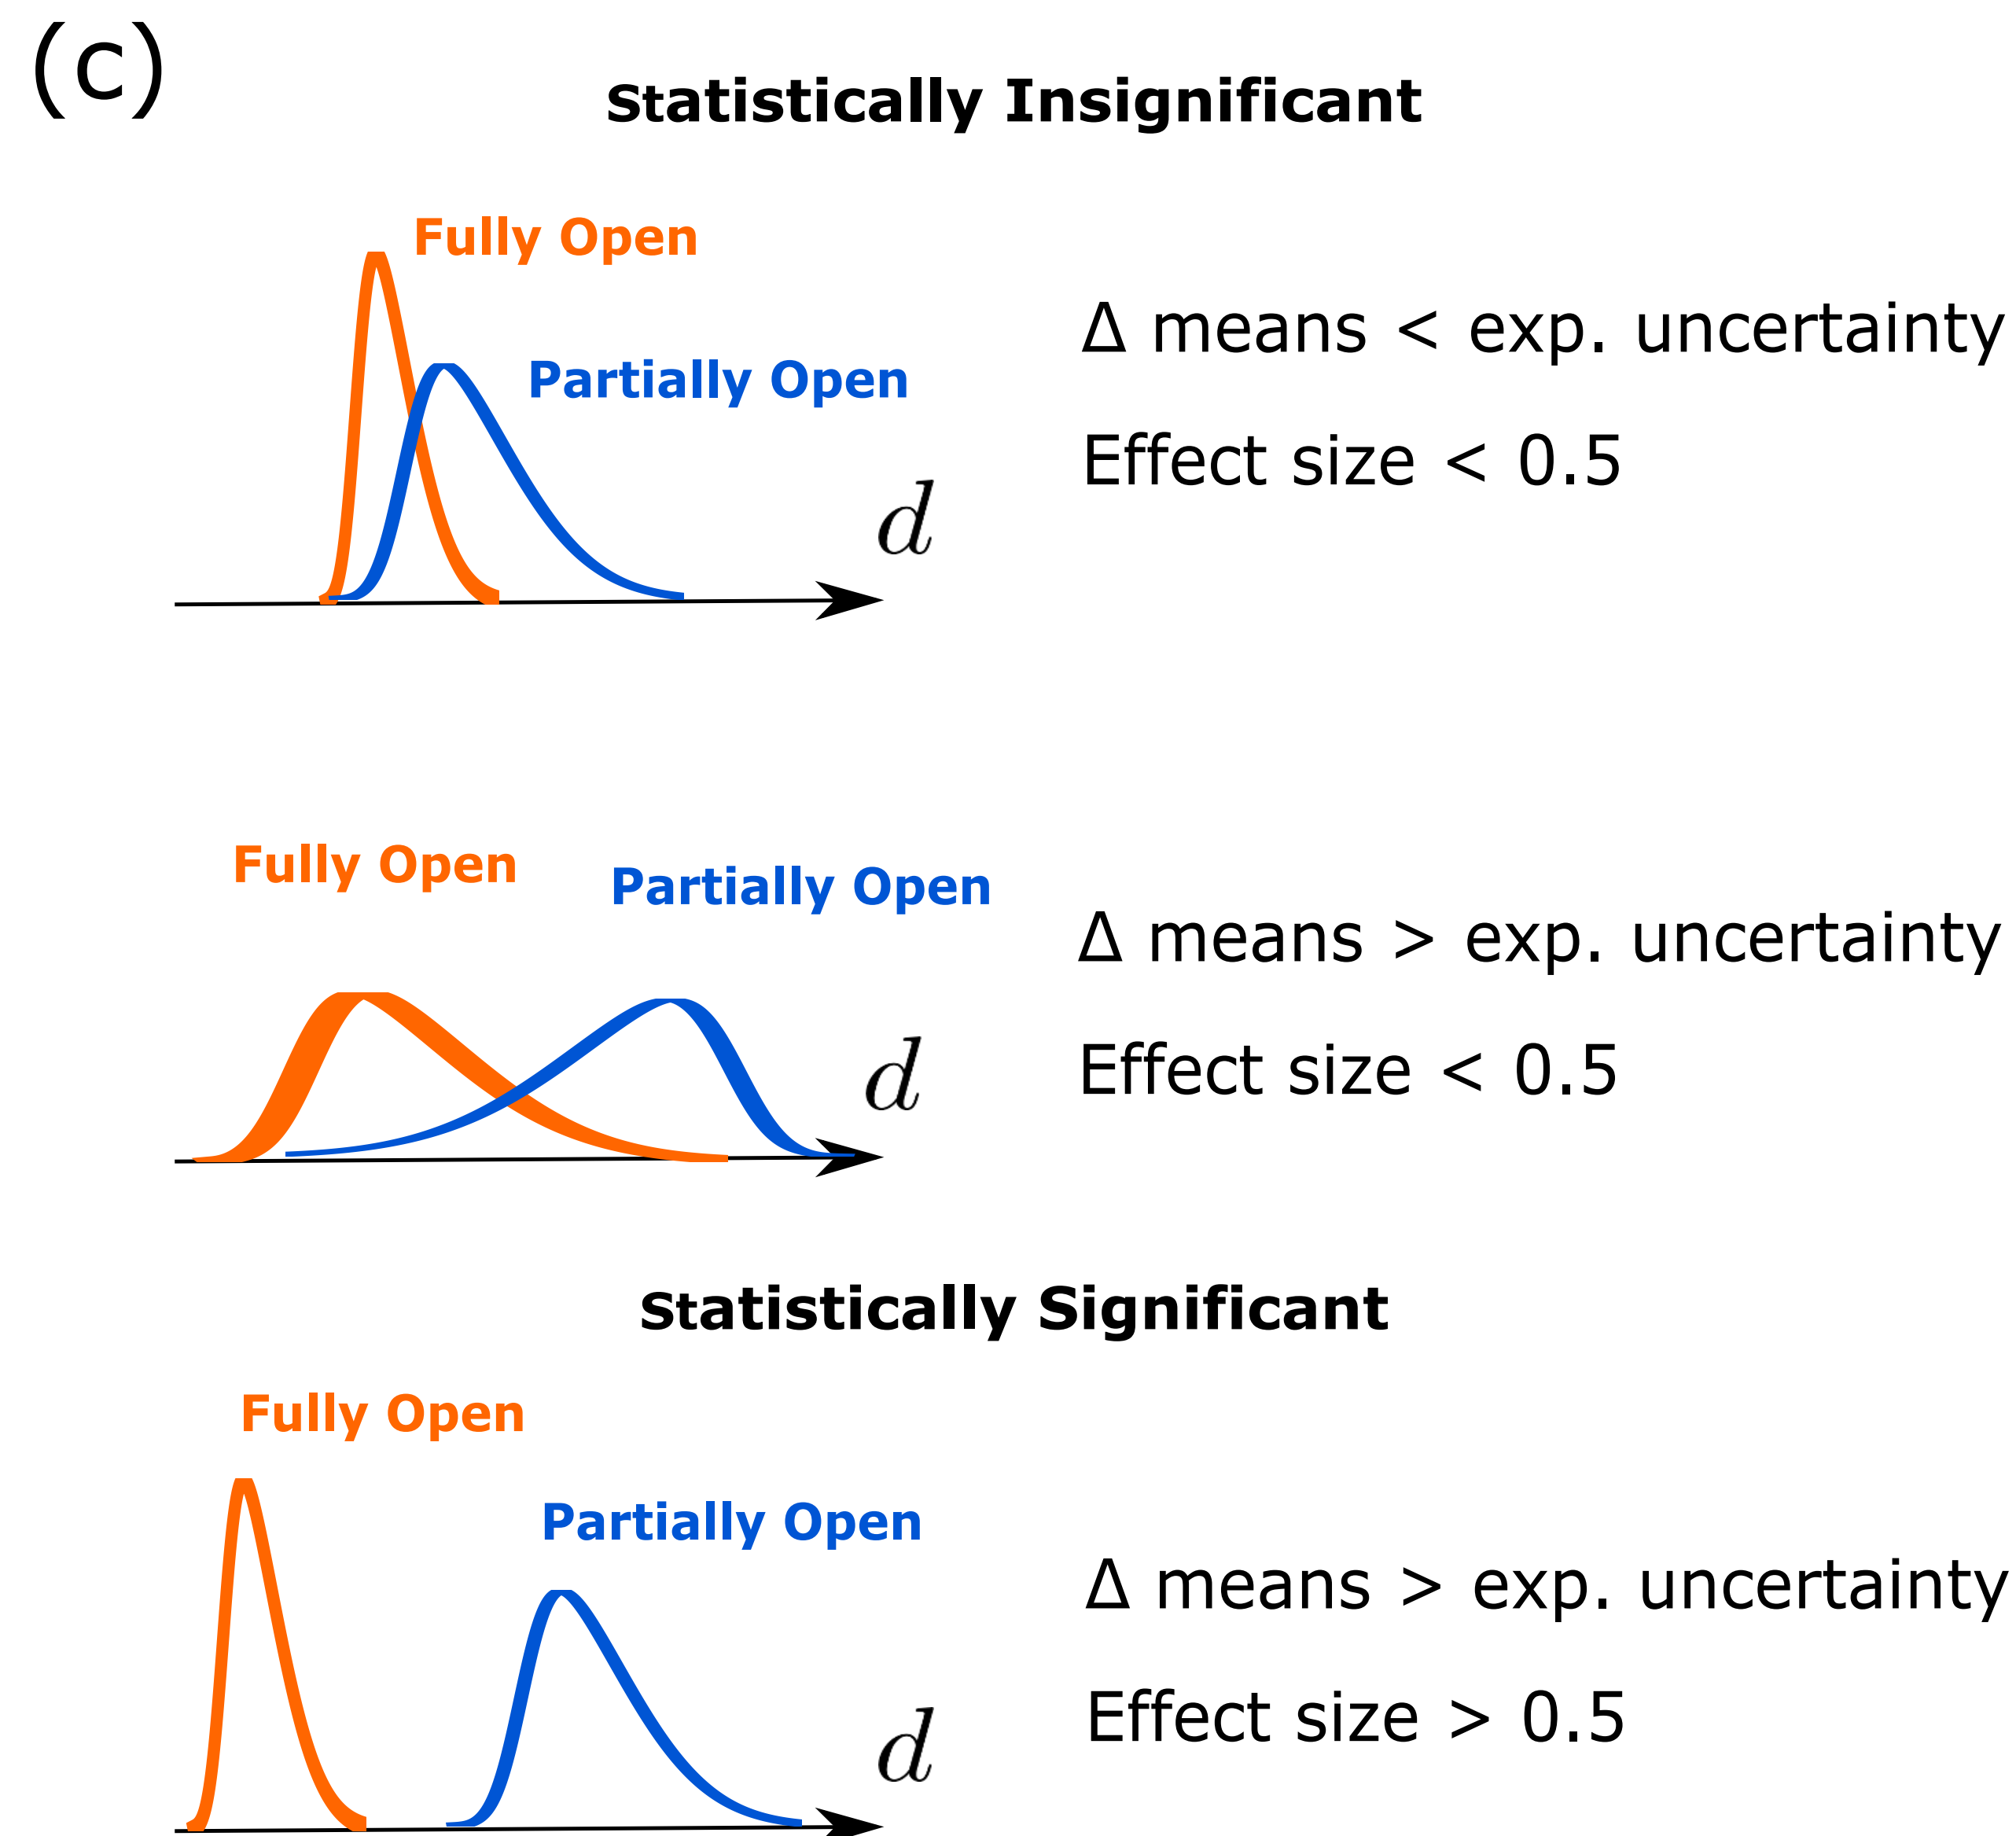 (c)
Statistically Insignificant
Fully Open
Partially Open
d
Δ means < exp. uncertainty
Effect size < 0.5
Fully Open
Partially Open
d
Δ means > exp. uncertainty
Effect size < 0.5
Statistically Significant
Fully Open
Partially Open
d
Δ means > exp. uncertainty
Effect size > 0.5